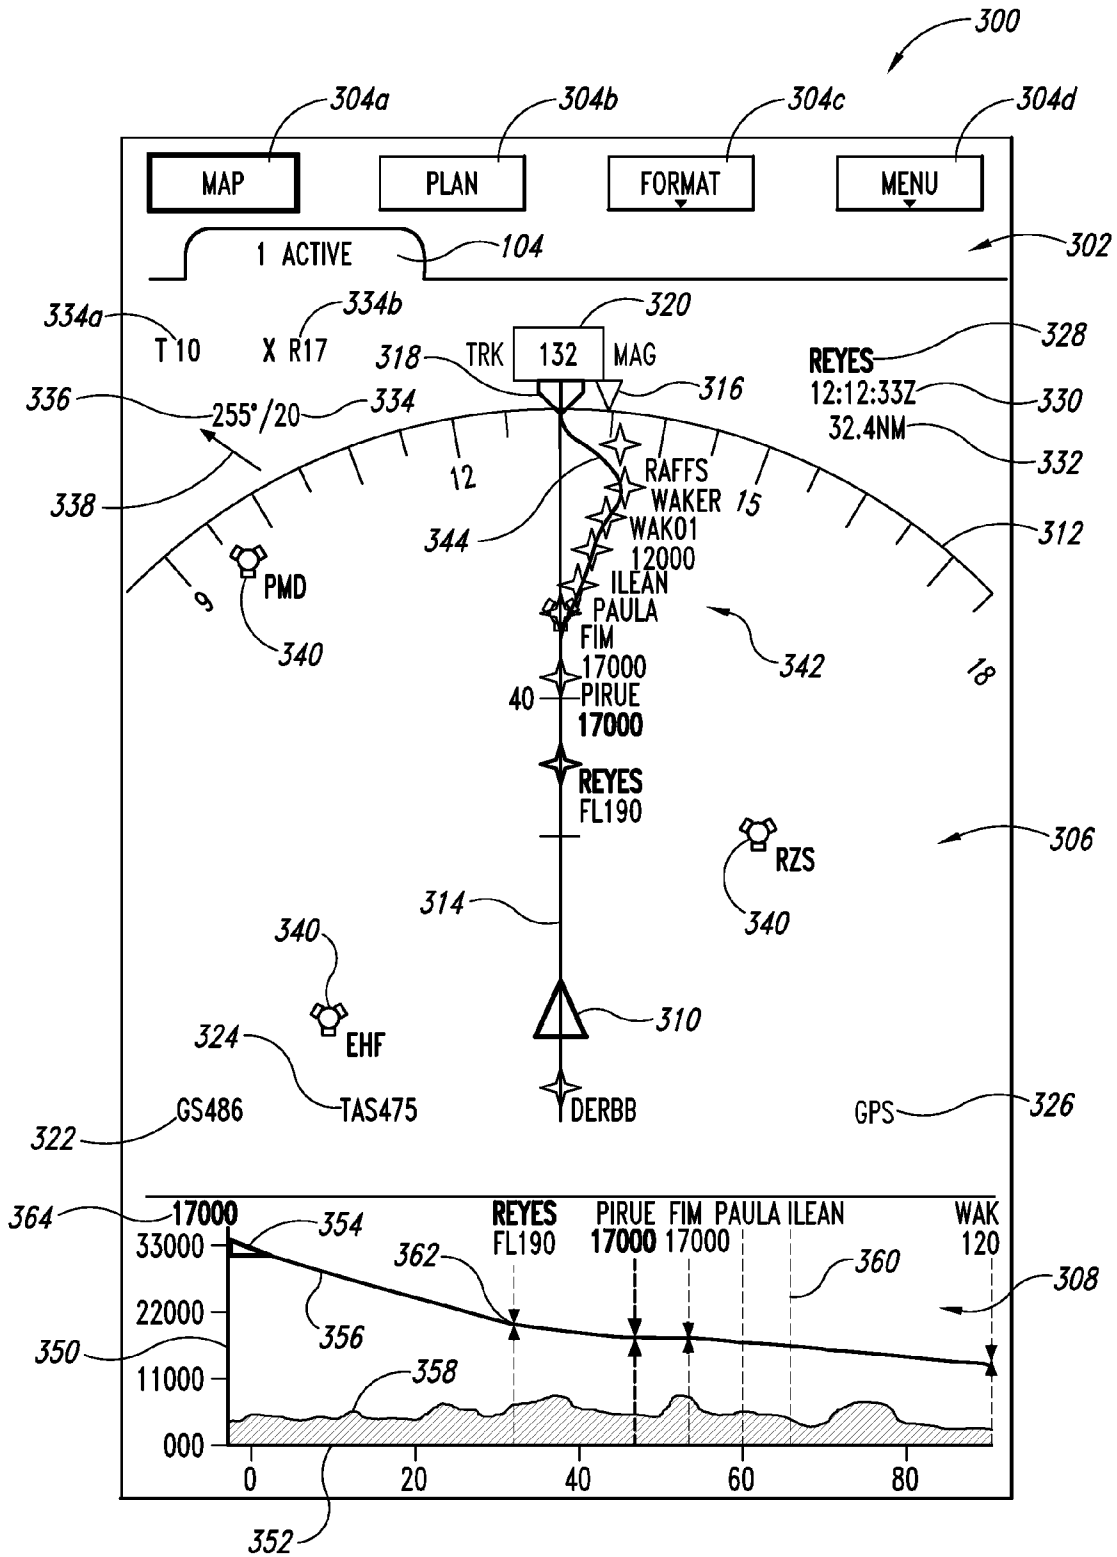 300
304a 304b 304c 304d
MAP PLAN FORMAT MENU
1 ACTIVE 104 302
334a 334b 320 328
T 10 X R17 318 TRK 132 MAG REYES
336 255°/20 334 316 12:12:33Z 330
32.4NM 332
338 12 RAFFS
WAKER 15
344 WAK01 312
12000
9 PMD ILEAN
PAULA
340 FIM 342
17000 18
40 PIRUE
17000
REYES
FL190
306
RZS
314
340 340
310
324 EHF
GS486 TAS475 DERBB GPS 326
322
364 17000 354 REYES PIRUE FIM PAULA ILEAN WAK
33000 362 FL190 17000 17000 120
360 308
22000
350 356
11000 358
000
0 20 40 60 80
352